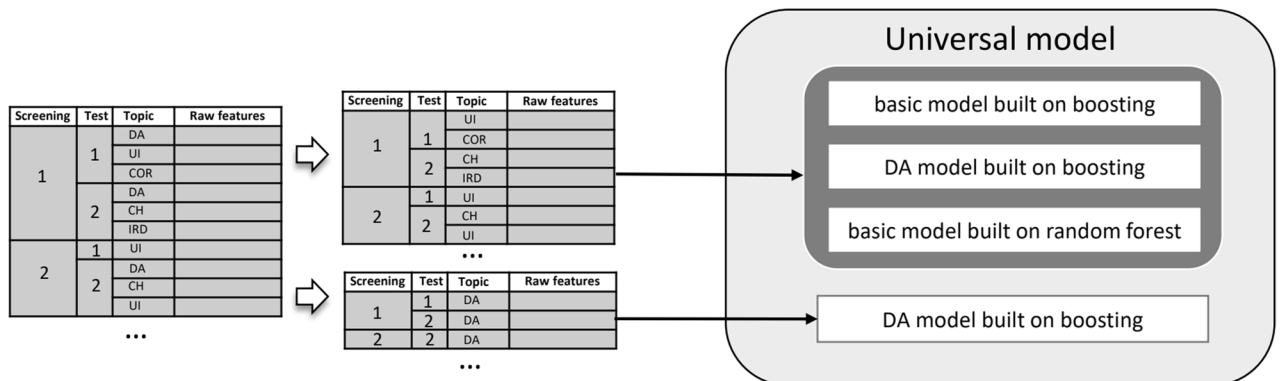 Universal model
Screening Test Topic Raw features
1 1 DA
UI
COR
2 DA
CH
IRD
2 1 UI
2 DA
CH
UI
...
Screening Test Topic Raw features
1 1 UI
COR
2 CH
IRD
2 1 UI
2 CH
UI
...
Screening Test Topic Raw features
1 1 DA
2 DA
2 2 DA
...
basic model built on boosting
DA model built on boosting
basic model built on random forest
DA model built on boosting